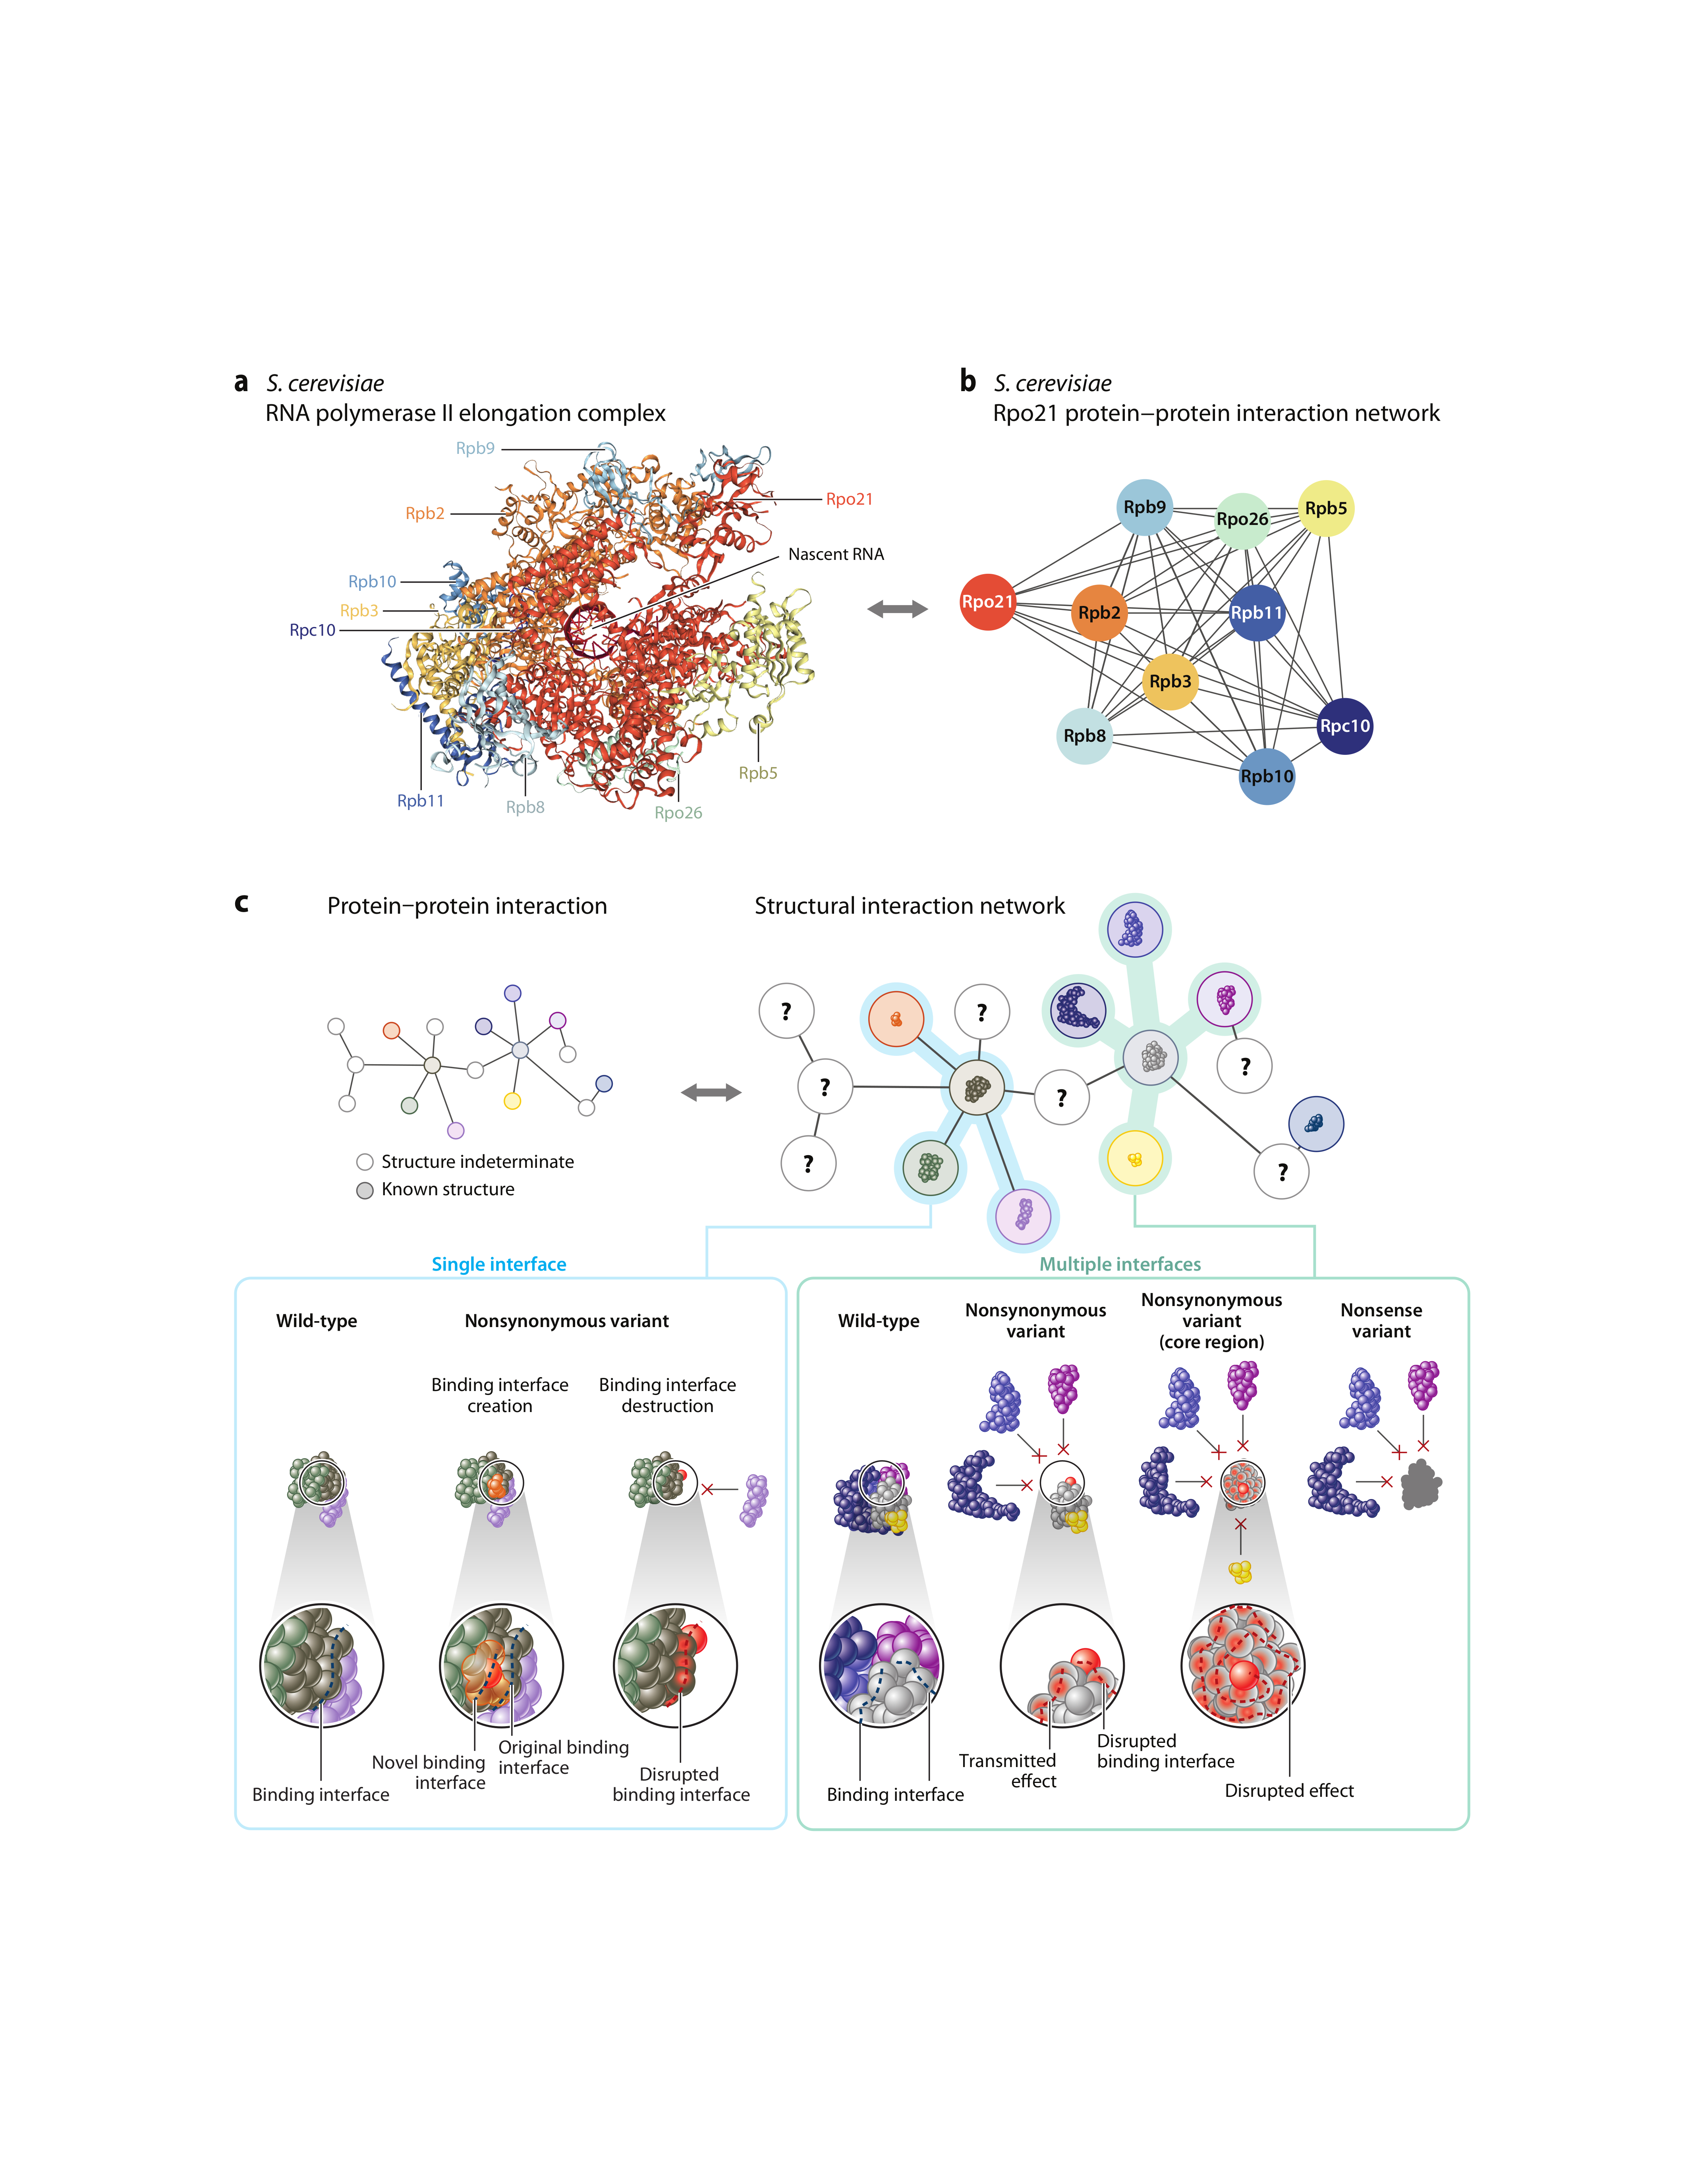 a S. cerevisiae
RNA polymerase II elongation complex
Rpb9
Rpb2
Rpo21
Nascent RNA
Rpb10
Rpb3
Rpc10
Rpb11
Rpb8
Rpo26
Rpb5
b S. cerevisiae
Rpo21 protein–protein interaction network
Rpb9
Rpo26
Rpb5
Rpo21
Rpb2
Rpb11
Rpb3
Rpb8
Rpc10
Rpb10
c Protein–protein interaction
Structural interaction network
Structure indeterminate
Known structure
?
?
?
?
?
?
?
Single interface
Wild-type
Nonsynonymous variant
Binding interface
creation
Binding interface
destruction
Binding interface
Novel binding
interface
Original binding
interface
Disrupted
binding interface
Multiple interfaces
Wild-type
Nonsynonymous
variant
Nonsynonymous
variant
(core region)
Nonsense
variant
Binding interface
Transmitted
effect
Disrupted
binding interface
Disrupted effect